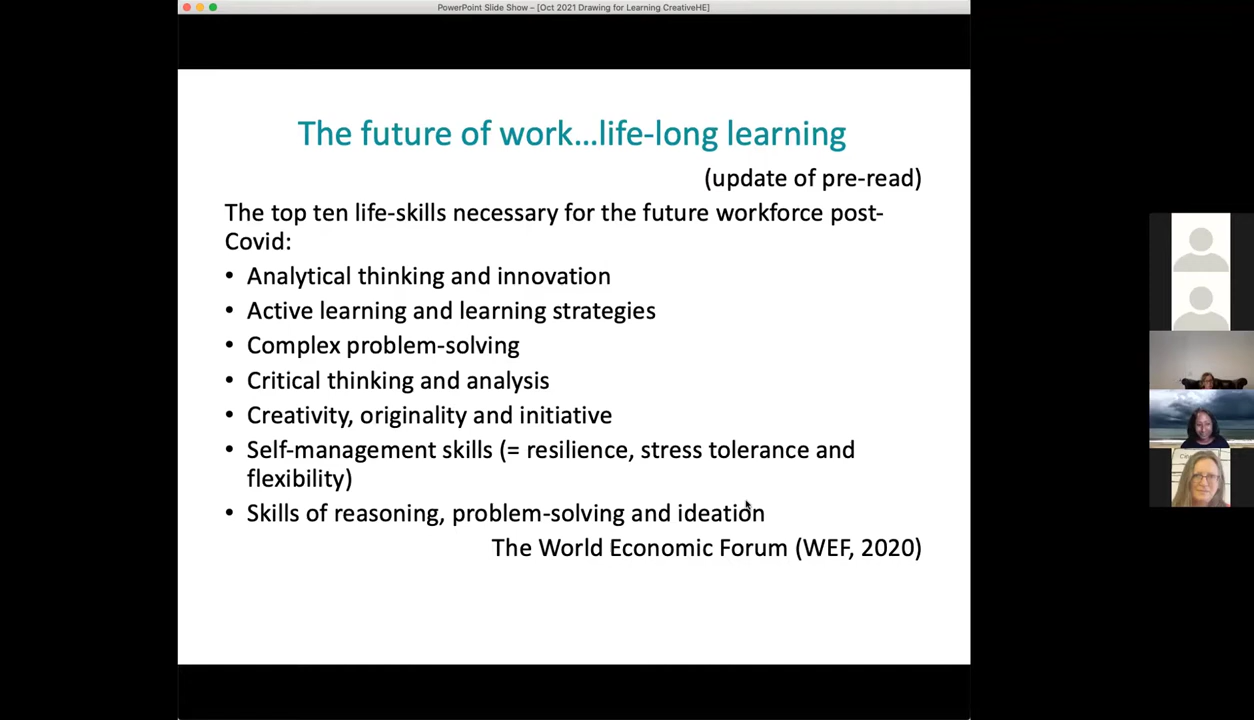 PowerPoint Slide Show – [Oct 2021 Drawing for Learning CreativeHE]
The future of work...life-long learning
(update of pre-read)
The top ten life-skills necessary for the future workforce post-
Covid:
• Analytical thinking and innovation
• Active learning and learning strategies
• Complex problem-solving
• Critical thinking and analysis
• Creativity, originality and initiative
• Self-management skills (= resilience, stress tolerance and
flexibility)
• Skills of reasoning, problem-solving and ideation
The World Economic Forum (WEF, 2020)